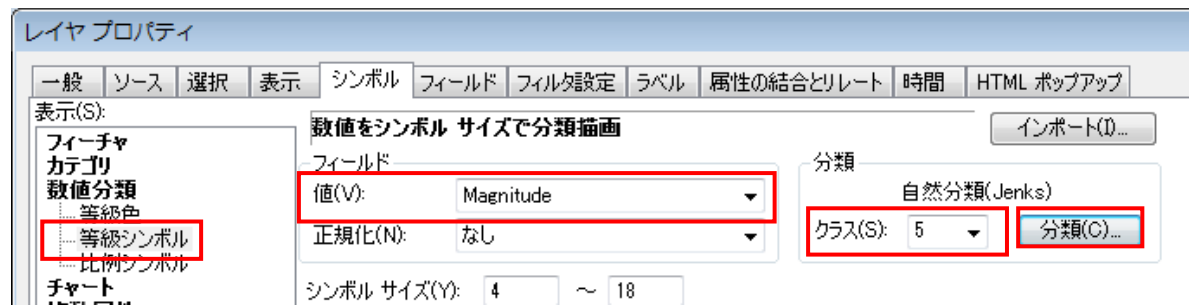 レイヤ プロパティ
一般 ソース 選択 表示 シンボル フィールド フィルタ設定 ラベル 属性の結合とリレート 時間 HTML ポップアップ
表示(S):
フィーチャ
カテゴリ
数値分類
等級色
等級シンボル
比例シンボル
チャート
数値をシンボル サイズで分類描画
インポート(I)...
フィールド
値(V): Magnitude
正規化(N): なし
分類
自然分類(Jenks)
クラス(S): 5 分類(C)...
シンボル サイズ(Y): 4 ～ 18